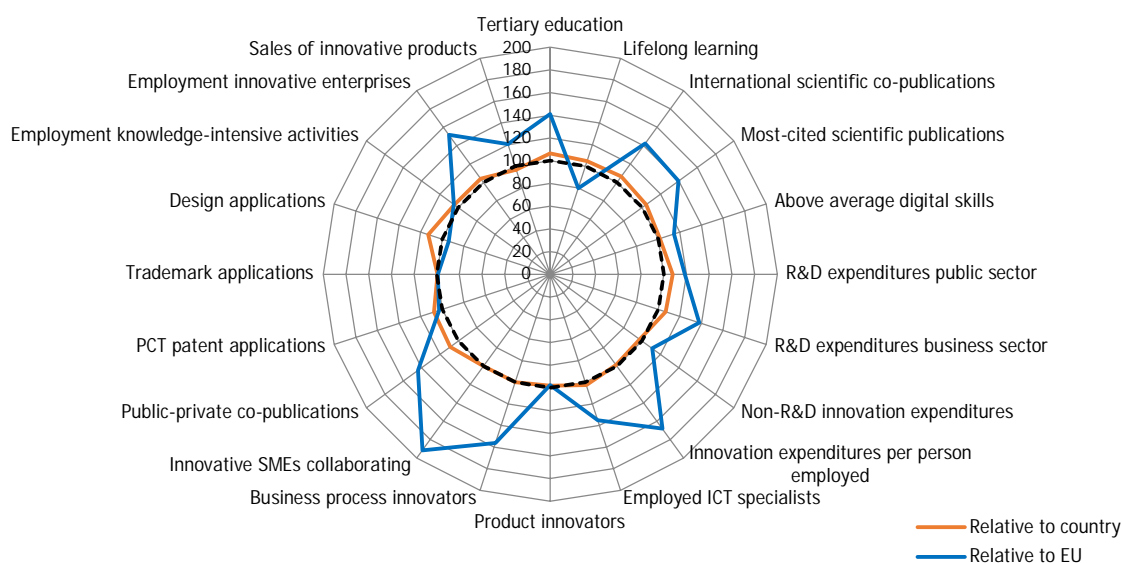 Tertiary education
Sales of innovative products
Lifelong learning
Employment innovative enterprises
International scientific co-publications
Employment knowledge-intensive activities
Most-cited scientific publications
Design applications
Above average digital skills
Trademark applications
R&D expenditures public sector
PCT patent applications
R&D expenditures business sector
Public-private co-publications
Non-R&D innovation expenditures
Innovative SMEs collaborating
Innovation expenditures per person
employed
Business process innovators
Employed ICT specialists
Product innovators
200
180
160
140
120
100
80
60
40
20
0
Relative to country
Relative to EU